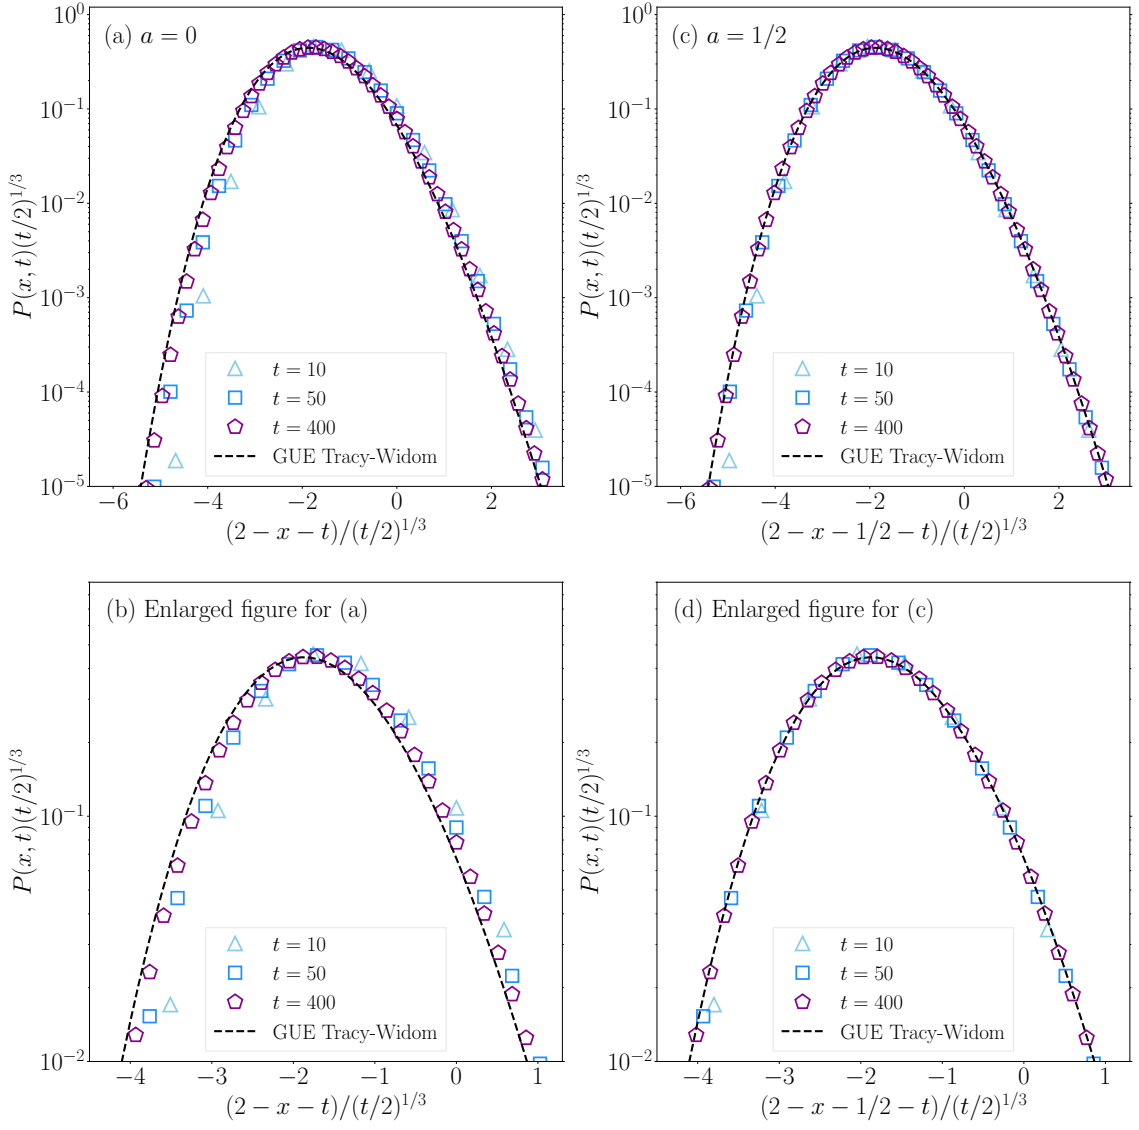 (a) a = 0
P(x, t)(t/2)^{1/3}
10^0
10^{−1}
10^{−2}
10^{−3}
10^{−4}
10^{−5}
t = 10
t = 50
t = 400
GUE Tracy-Widom
−6 −4 −2 0 2
(2 − x − t)/(t/2)^{1/3}
(c) a = 1/2
P(x, t)(t/2)^{1/3}
10^0
10^{−1}
10^{−2}
10^{−3}
10^{−4}
10^{−5}
t = 10
t = 50
t = 400
GUE Tracy-Widom
−6 −4 −2 0 2
(2 − x − 1/2 − t)/(t/2)^{1/3}
(b) Enlarged figure for (a)
P(x, t)(t/2)^{1/3}
10^{−1}
10^{−2}
t = 10
t = 50
t = 400
GUE Tracy-Widom
−4 −3 −2 −1 0 1
(2 − x − t)/(t/2)^{1/3}
(d) Enlarged figure for (c)
P(x, t)(t/2)^{1/3}
10^{−1}
10^{−2}
t = 10
t = 50
t = 400
GUE Tracy-Widom
−4 −3 −2 −1 0 1
(2 − x − 1/2 − t)/(t/2)^{1/3}